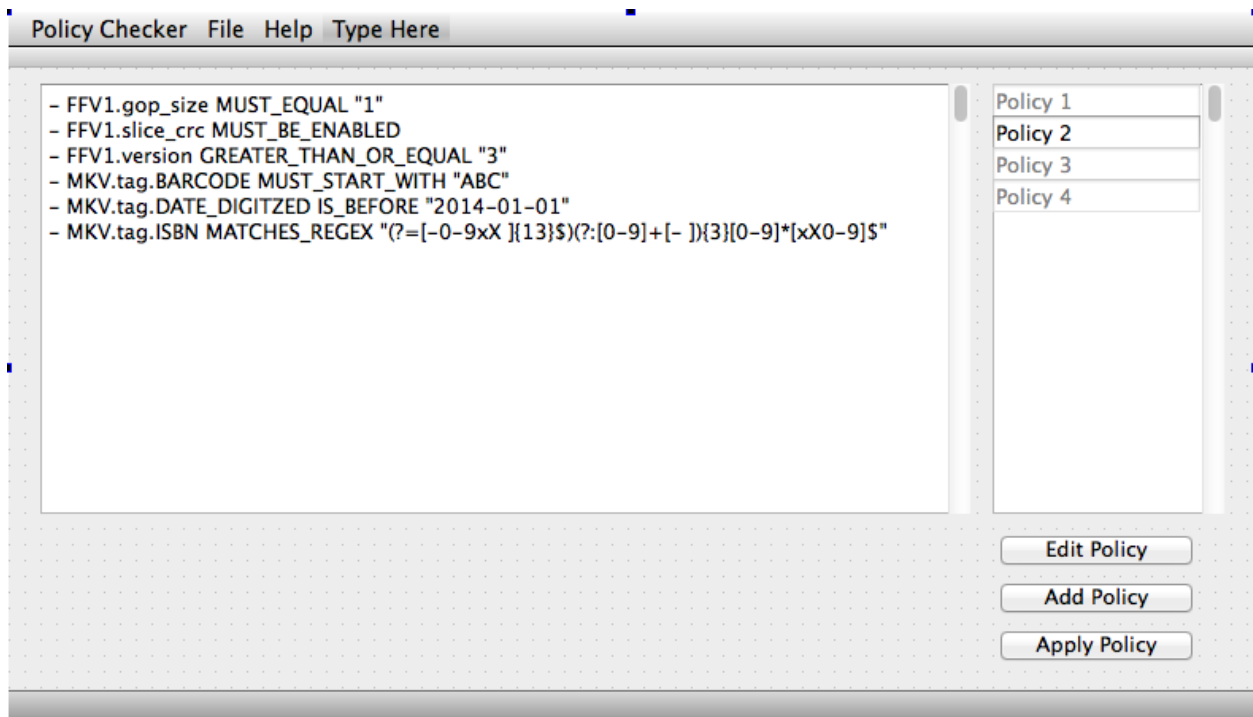 Policy Checker File Help Type Here
- FFV1.gop_size MUST_EQUAL "1"
- FFV1.slice_crc MUST_BE_ENABLED
- FFV1.version GREATER_THAN_OR_EQUAL "3"
- MKV.tag.BARCODE MUST_START_WITH "ABC"
- MKV.tag.DATE_DIGITZED IS_BEFORE "2014-01-01"
- MKV.tag.ISBN MATCHES_REGEX "(?=[-0-9xX ]{13}$)(?:[0-9]+[- ]){3}[0-9]*[xX0-9]$"
Policy 1
Policy 2
Policy 3
Policy 4
Edit Policy
Add Policy
Apply Policy